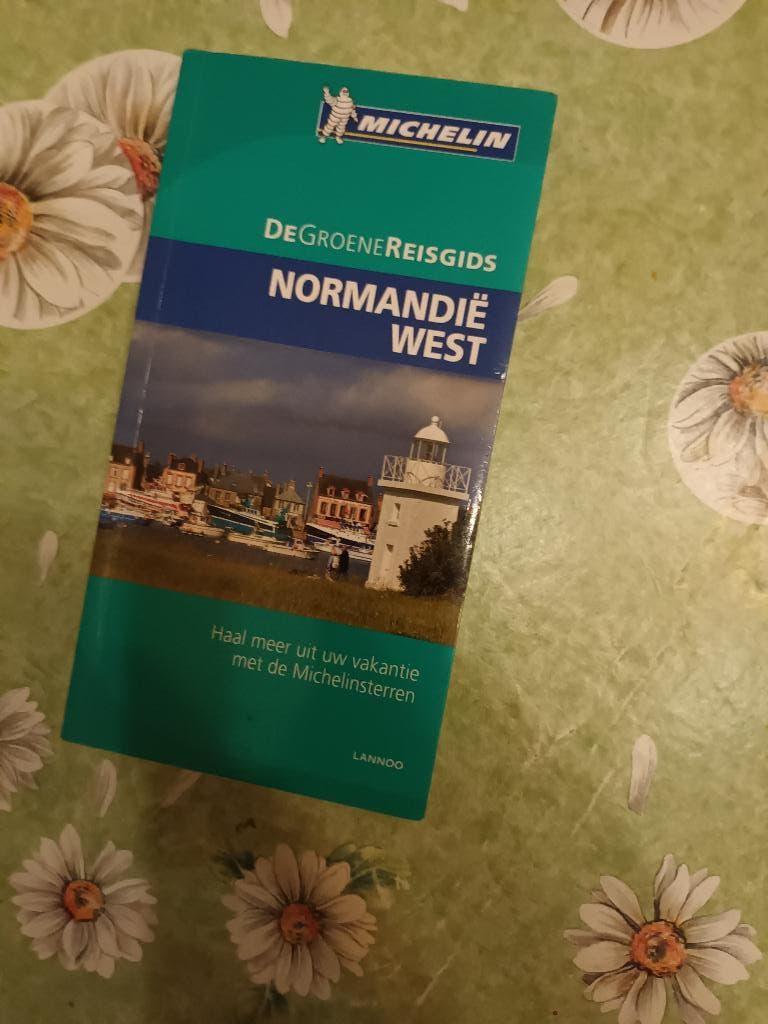 MICHELIN
DEGROENEREISGIDS
NORMANDIË
WEST
Haal meer uit uw vakantie
met de Michelinsterren
LANNOO